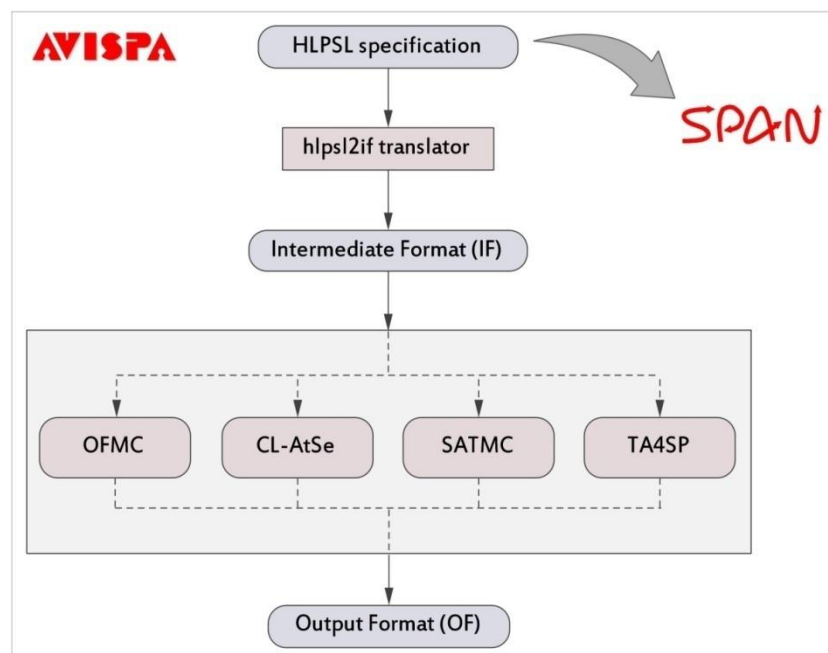 AVISPA
HLPSL specification
SPAN
hlpsl2if translator
Intermediate Format (IF)
OFMC
CL-AtSe
SATMC
TA4SP
Output Format (OF)